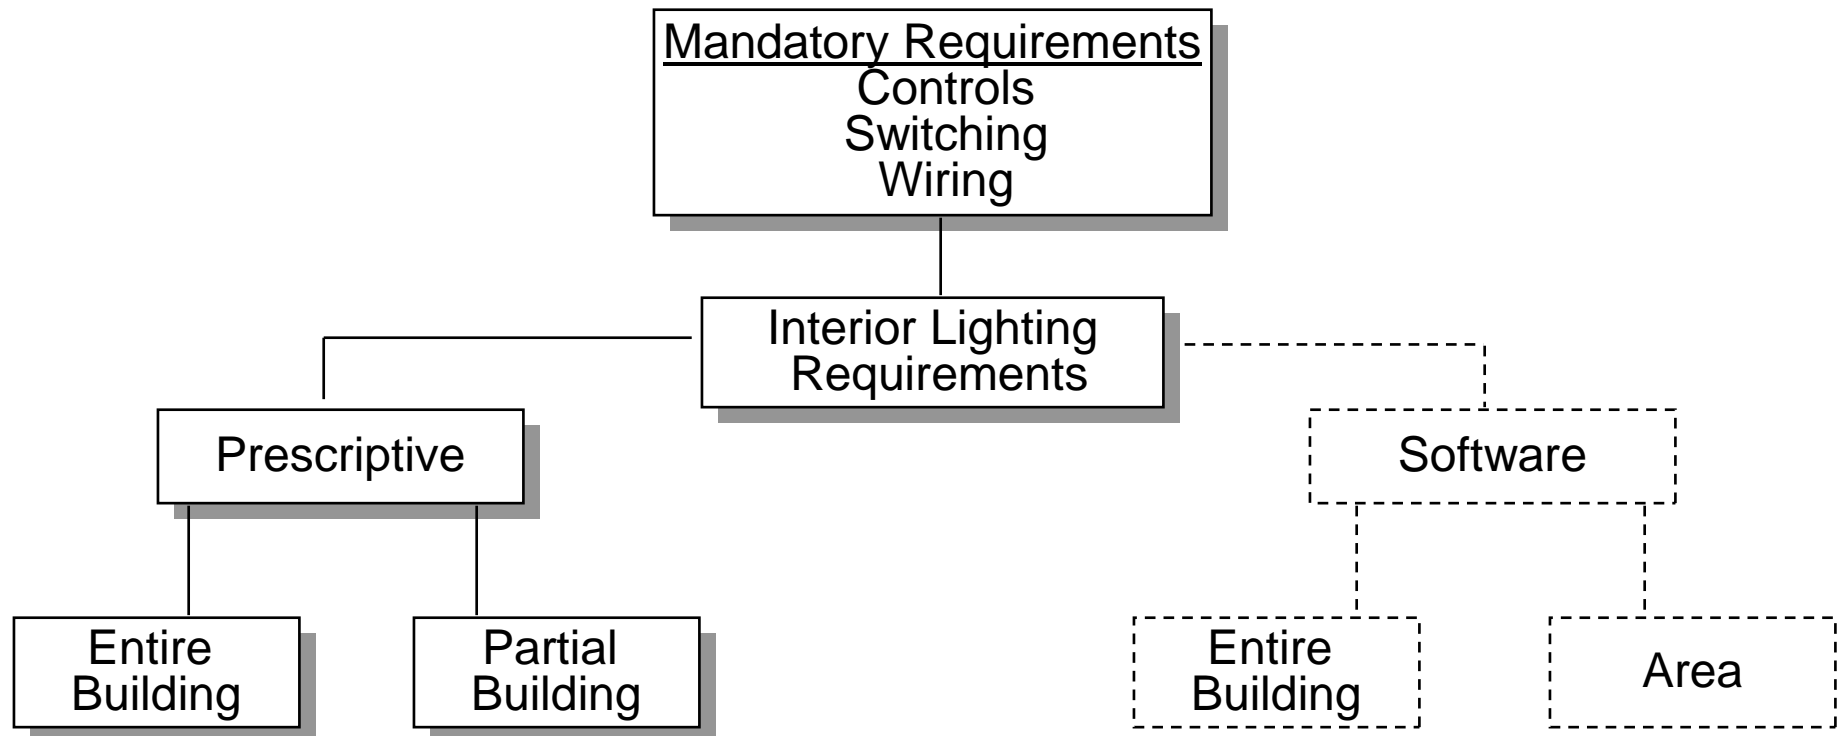 Mandatory Requirements
Controls
Switching
Wiring
Interior Lighting
Requirements
Prescriptive
Software
Entire
Building
Partial
Building
Entire
Building
Area